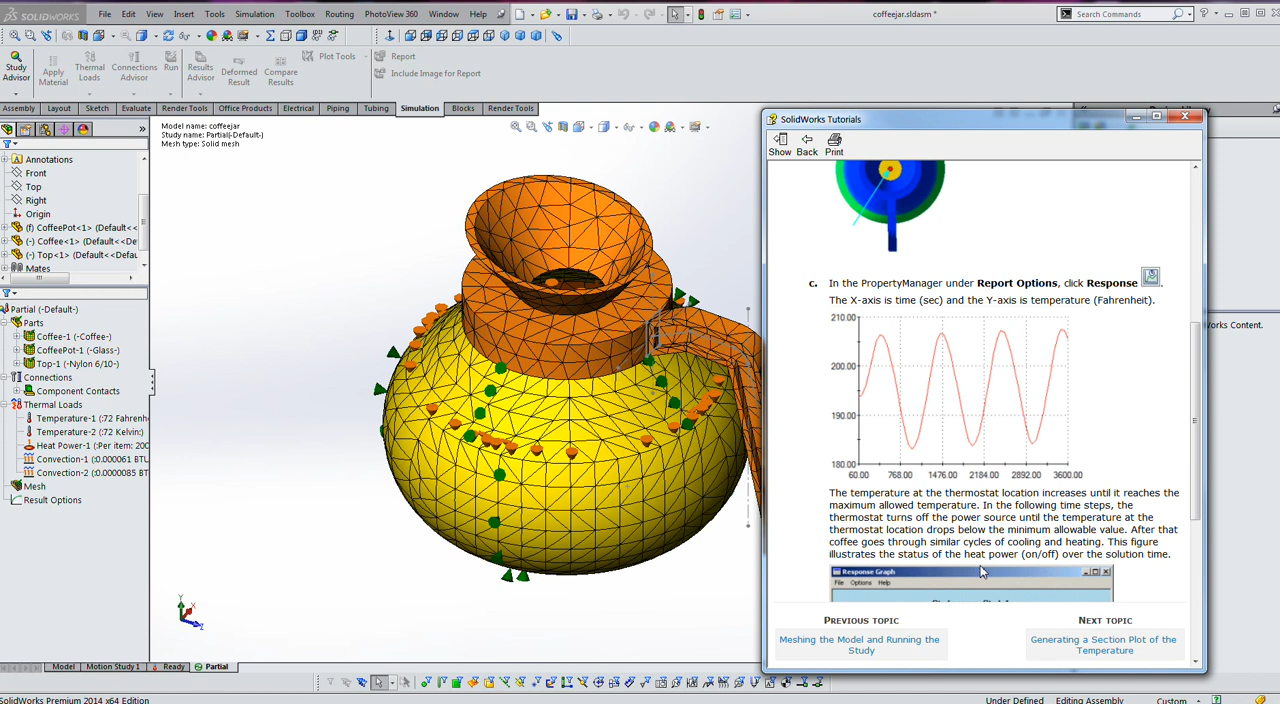 SOLIDWORKS
File Edit View Insert Tools Simulation Toolbox Routing PhotoView 360 Window Help
coffeejar.sldasm *
Search Commands
Study Advisor
Apply Material
Thermal Loads
Connections Advisor
Run
Results Advisor
Deformed Result
Compare Results
Plot Tools
Report
Include Image for Report
Assembly Layout Sketch Evaluate Render Tools Office Products Electrical Piping Tubing Simulation Blocks Render Tools
Model name: coffeejar
Study name: Partial(-Default-)
Mesh type: Solid mesh
Annotations
Front
Top
Right
Origin
(f) CoffeePot<1> (Default<<D
(-) Coffee<1> (Default<<De
(-) Top<1> (Default<<Defa
Mates
Partial (-Default-)
Parts
Coffee-1 (-Coffee-)
CoffeePot-1 (-Glass-)
Top-1 (-Nylon 6/10-)
Connections
Component Contacts
Thermal Loads
Temperature-1 (:72 Fahrenh
Temperature-2 (:72 Kelvin:)
Heat Power-1 (:Per item: 200
Convection-1 (:0.000061 BTU
Convection-2 (:0.0000085 BT
Mesh
Result Options
Y
X
Z
SolidWorks Tutorials
Show Back Print
c. In the PropertyManager under Report Options, click Response .
The X-axis is time (sec) and the Y-axis is temperature (Fahrenheit).
210.00
200.00
190.00
180.00
60.00 768.00 1476.00 2184.00 2892.00 3600.00
The temperature at the thermostat location increases until it reaches the
maximum allowed temperature. In the following time steps, the
thermostat turns off the power source until the temperature at the
thermostat location drops below the minimum allowable value. After that
coffee goes through similar cycles of cooling and heating. This figure
illustrates the status of the heat power (on/off) over the solution time.
Response Graph
File Options Help
Previous topic
Meshing the Model and Running the
Study
Next topic
Generating a Section Plot of the
Temperature
Works Content.
Model Motion Study 1 Ready Partial
SolidWorks Premium 2014 x64 Edition
Under Defined Editing Assembly Custom